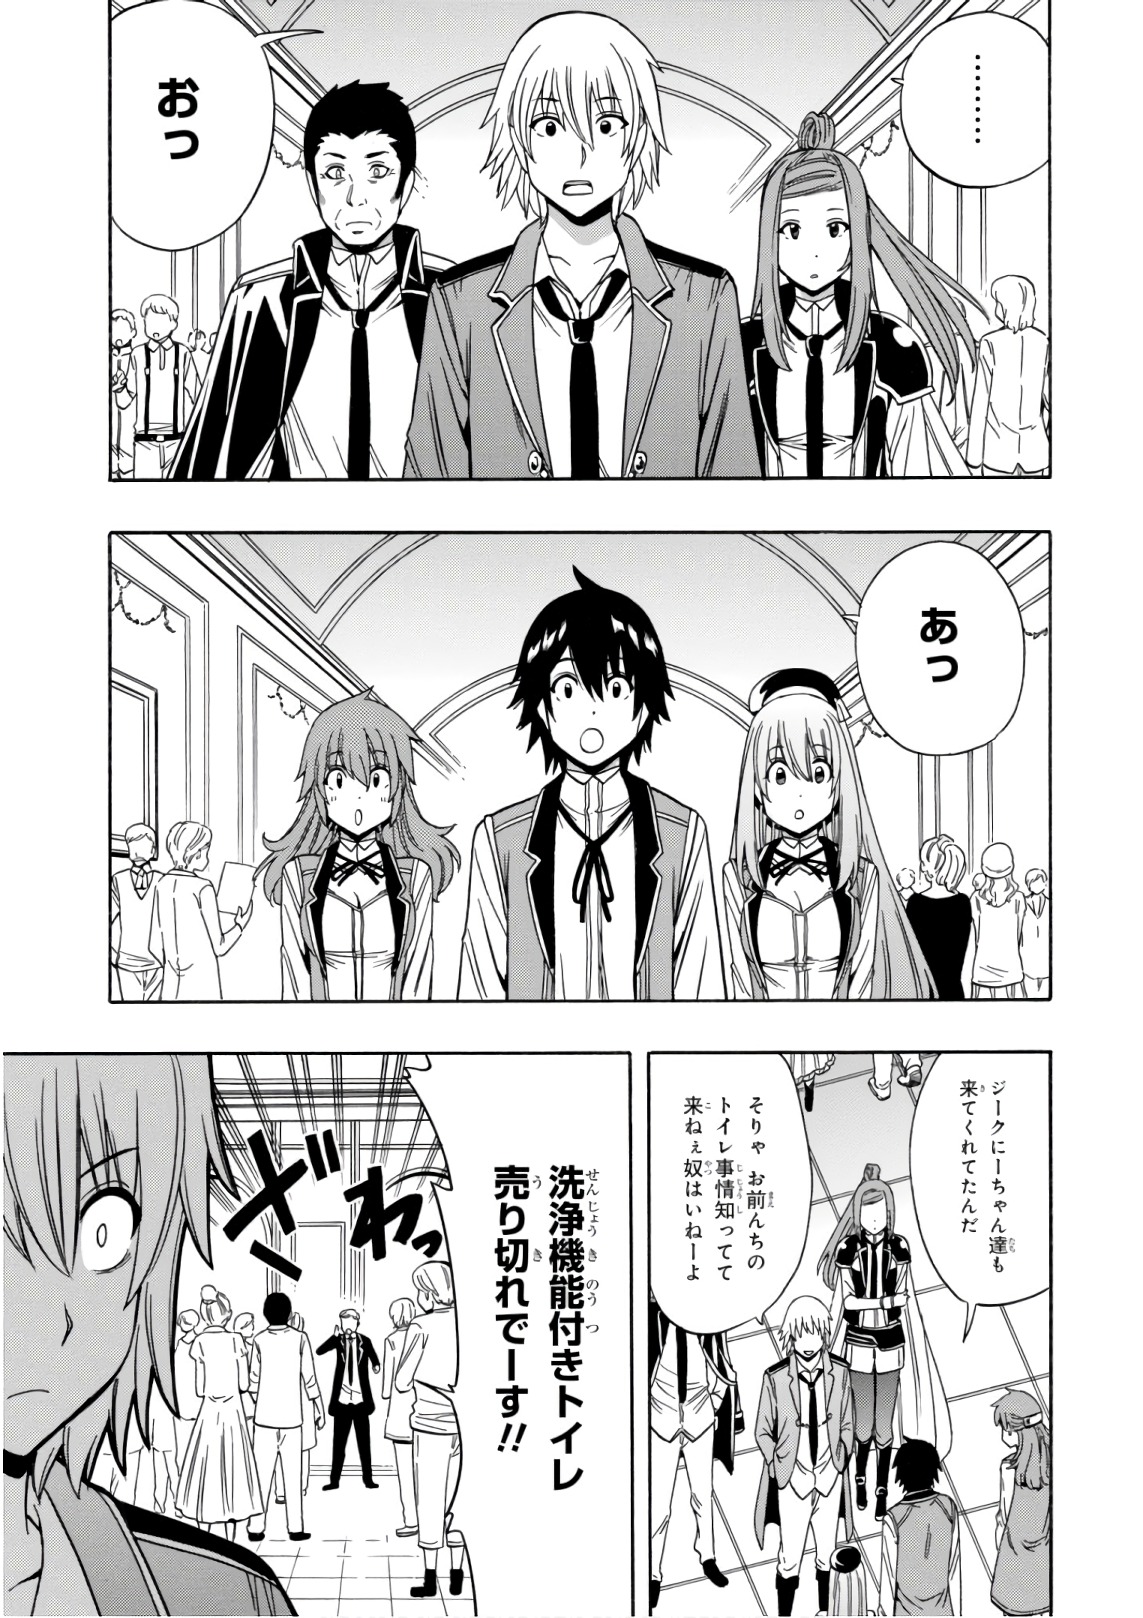 ………
おっ
あっ
ジークにーちゃん達も
来てくれてたんだ
そりゃ お前んちの
トイレ事情知ってて
来ねぇ奴はいねーよ
洗浄機能付きトイレ
売り切れでーす!!
わっ